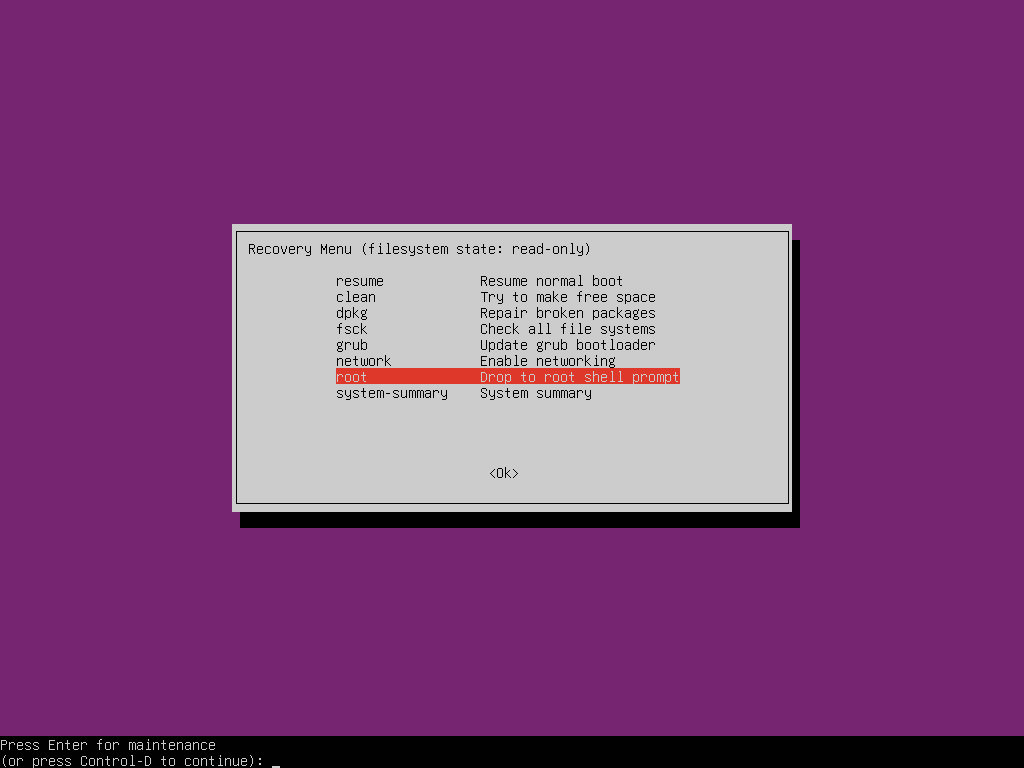 Recovery Menu (filesystem state: read-only)
resume Resume normal boot
clean Try to make free space
dpkg Repair broken packages
fsck Check all file systems
grub Update grub bootloader
network Enable networking
root Drop to root shell prompt
system-summary System summary
<Ok>
Press Enter for maintenance
(or press Control-D to continue): _